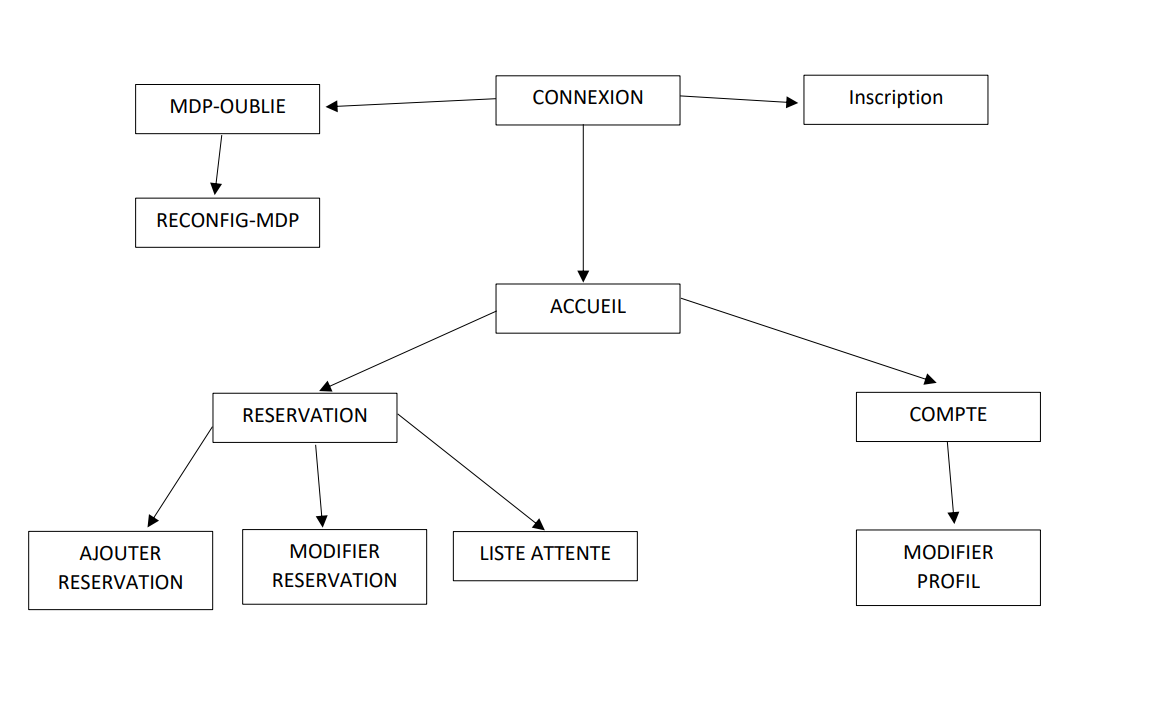 MDP-OUBLIE
CONNEXION
Inscription
RECONFIG-MDP
ACCUEIL
RESERVATION
COMPTE
AJOUTER
RESERVATION
MODIFIER
RESERVATION
LISTE ATTENTE
MODIFIER
PROFIL